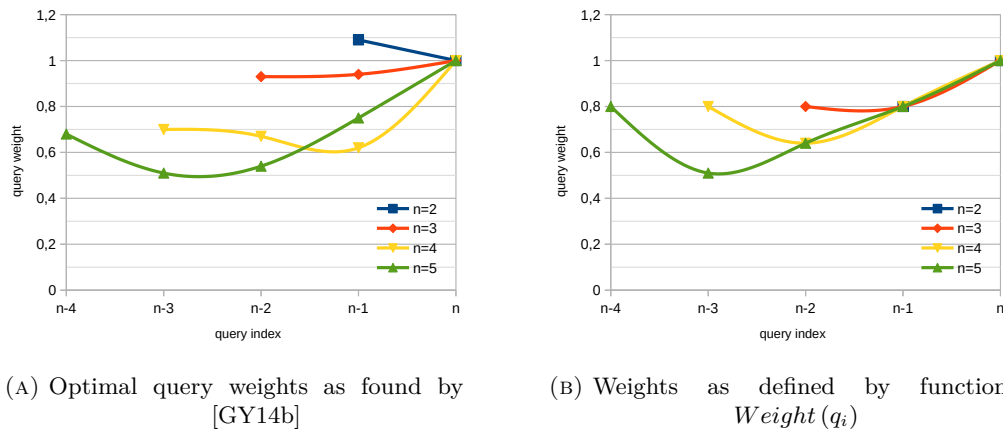 1,2
1
0,8
0,6
0,4
0,2
0
query weight
n-4 n-3 n-2 n-1 n
query index
n=2
n=3
n=4
n=5
1,2
1
0,8
0,6
0,4
0,2
0
query weight
n-4 n-3 n-2 n-1 n
query index
n=2
n=3
n=4
n=5
(A) Optimal query weights as found by
[GY14b]
(B) Weights as defined by function
Weight (qi)